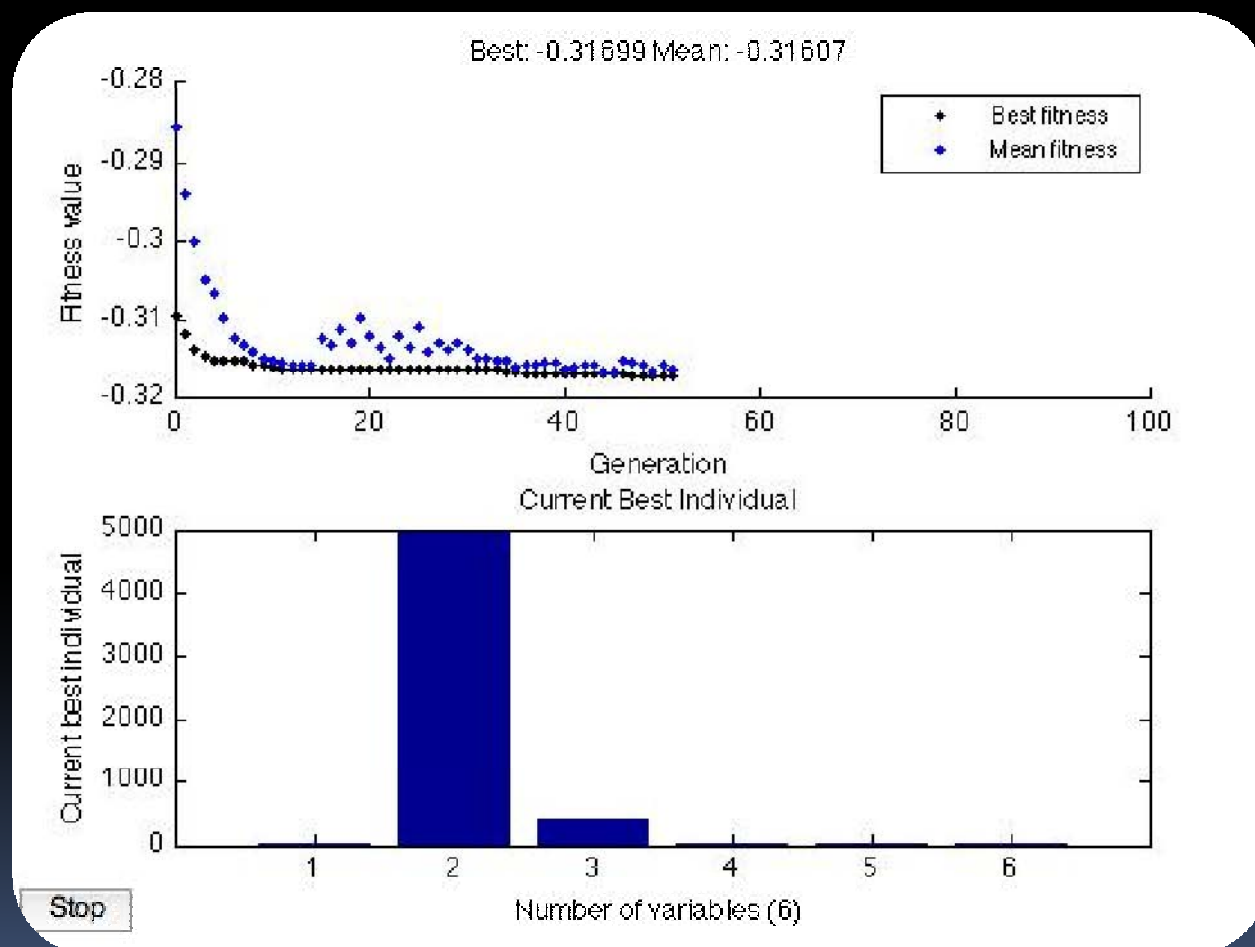 Best: -0.31699 Mean: -0.31607
-0.28
-0.29
-0.3
-0.31
-0.32
Fitness value
Best fitness
Mean fitness
0 20 40 60 80 100
Generation
Current Best Individual
5000
4000
3000
2000
1000
0
Current best individual
1 2 3 4 5 6
Number of variables (6)
Stop